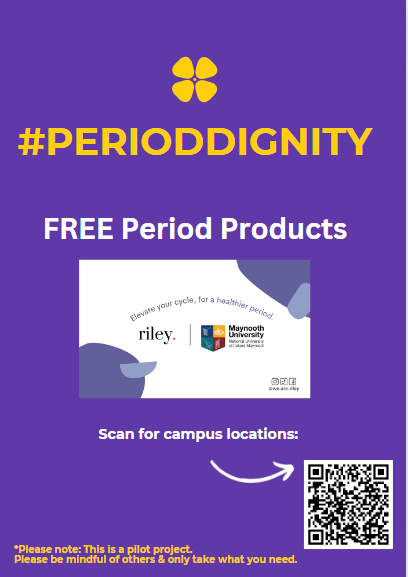 #PERIODDIGNITY
FREE Period Products
Elevate your cycle, for a healthier period.
riley.
Maynooth
University
National University
of Ireland Maynooth
@we.are.riley
Scan for campus locations:
*Please note: This is a pilot project.
Please be mindful of others & only take what you need.